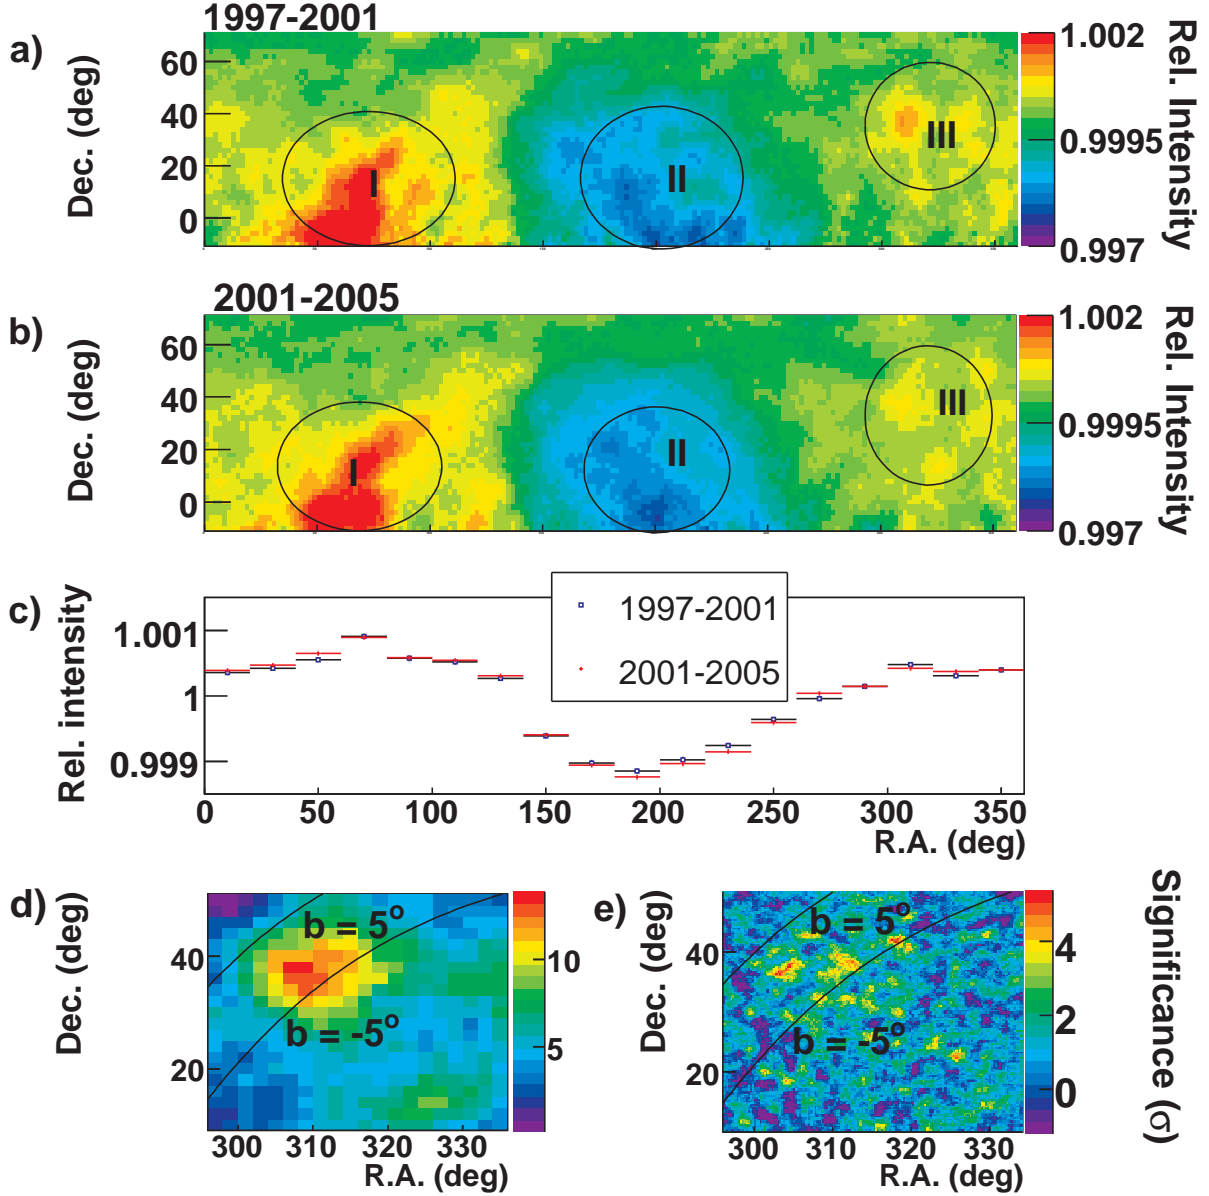 1997-2001
a)
Dec. (deg)
60
40
20
0
I
II
III
1.002
0.9995
0.997
Rel. Intensity
2001-2005
b)
Dec. (deg)
60
40
20
0
I
II
III
1.002
0.9995
0.997
Rel. Intensity
c)
Rel. intensity
1.001
1
0.999
1997-2001
2001-2005
0 50 100 150 200 250 300 350
R.A. (deg)
d)
Dec. (deg)
40
20
b = 5°
b = -5°
300 310 320 330
R.A. (deg)
10
5
e)
Dec. (deg)
40
20
b = 5°
b = -5°
300 310 320 330
R.A. (deg)
4
2
0
Significance (σ)